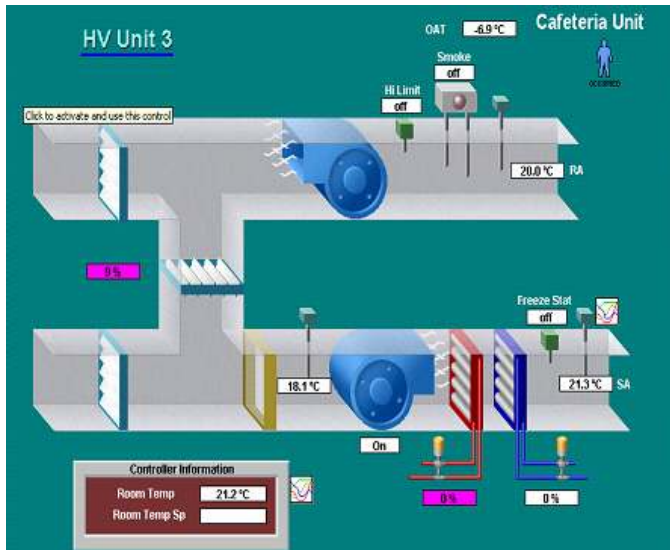 HV Unit 3
OAT
-6.9 °C
Cafeteria Unit
Smoke
off
OCCUPIED
Hi Limit
off
Click to activate and use this control
20.0 °C
RA
0 %
Freeze Stat
off
18.1 °C
21.3 °C
SA
On
0 %
0 %
Controller Information
Room Temp
21.2 °C
Room Temp Sp